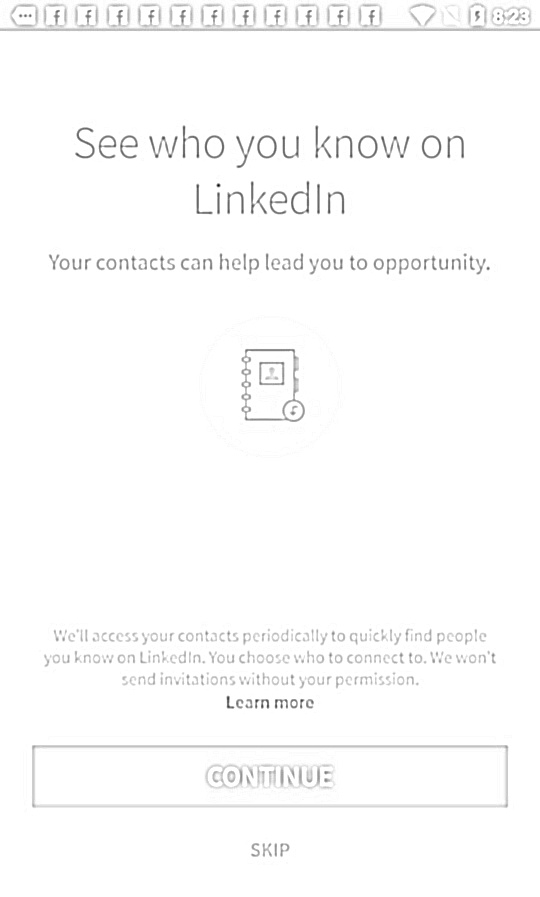 8:23
See who you know on
LinkedIn
Your contacts can help lead you to opportunity.
We'll access your contacts periodically to quickly find people
you know on LinkedIn. You choose who to connect to. We won't
send invitations without your permission.
Learn more
CONTINUE
SKIP